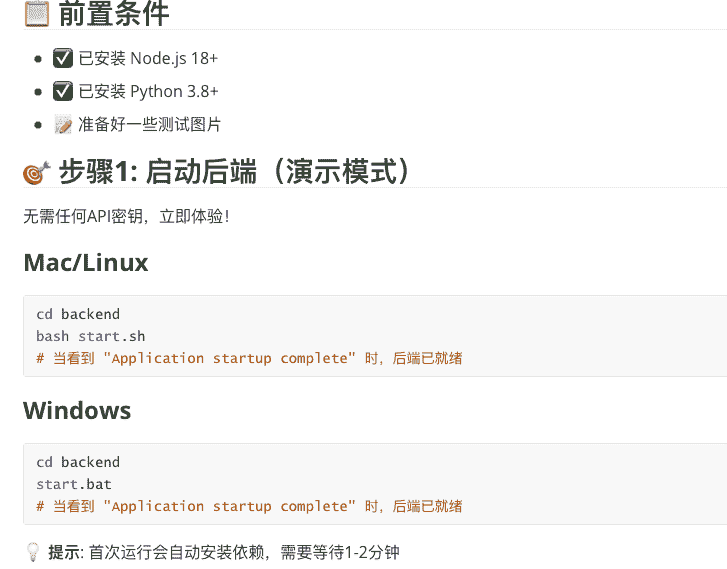 📋 前置条件
✅ 已安装 Node.js 18+
✅ 已安装 Python 3.8+
📝 准备好一些测试图片
🎯 步骤1: 启动后端（演示模式）
无需任何API密钥，立即体验！
Mac/Linux
cd backend
bash start.sh
# 当看到 "Application startup complete" 时，后端已就绪
Windows
cd backend
start.bat
# 当看到 "Application startup complete" 时，后端已就绪
💡 提示: 首次运行会自动安装依赖，需要等待1-2分钟